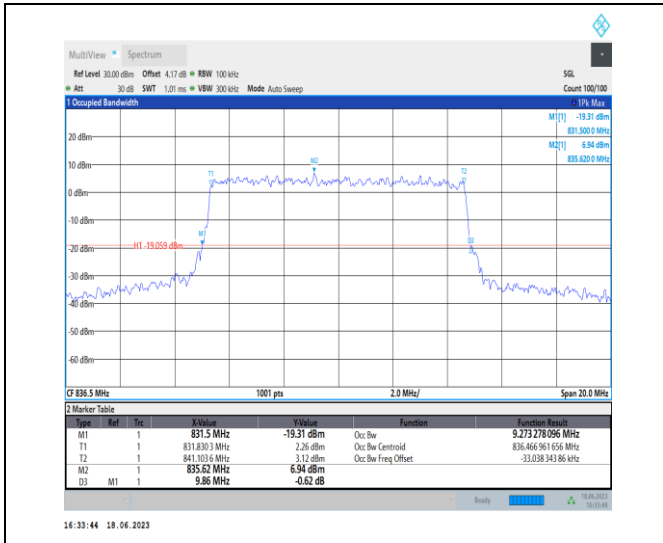 MultiView Spectrum
Ref Level 30.00 dBm Offset 4.17 dB RBW 100 kHz SGL
Att 30 dB SWT 1.01 ms VBW 300 kHz Mode Auto Sweep Count 100/100
1 Occupied Bandwidth 1Pk Max
M1[1] -19.31 dBm
831.500 0 MHz
M2[1] 6.94 dBm
835.620 0 MHz
20 dBm
10 dBm
M2
T1
T2
0 dBm
-10 dBm
M1
D3
H1 -19.059 dBm
-20 dBm
-30 dBm
-40 dBm
-50 dBm
-60 dBm
CF 836.5 MHz 1001 pts 2.0 MHz/ Span 20.0 MHz
2 Marker Table
Type Ref Trc X-Value Y-Value Function Function Result
M1 1 831.5 MHz -19.31 dBm Occ Bw 9.273 278 096 MHz
T1 1 831.830 3 MHz 2.26 dBm Occ Bw Centroid 836.466 961 656 MHz
T2 1 841.103 6 MHz 3.12 dBm Occ Bw Freq Offset -33.038 343 86 kHz
M2 1 835.62 MHz 6.94 dBm
D3 M1 1 9.86 MHz -0.62 dB
Ready 18.06.2023
16:33:44
16:33:44 18.06.2023